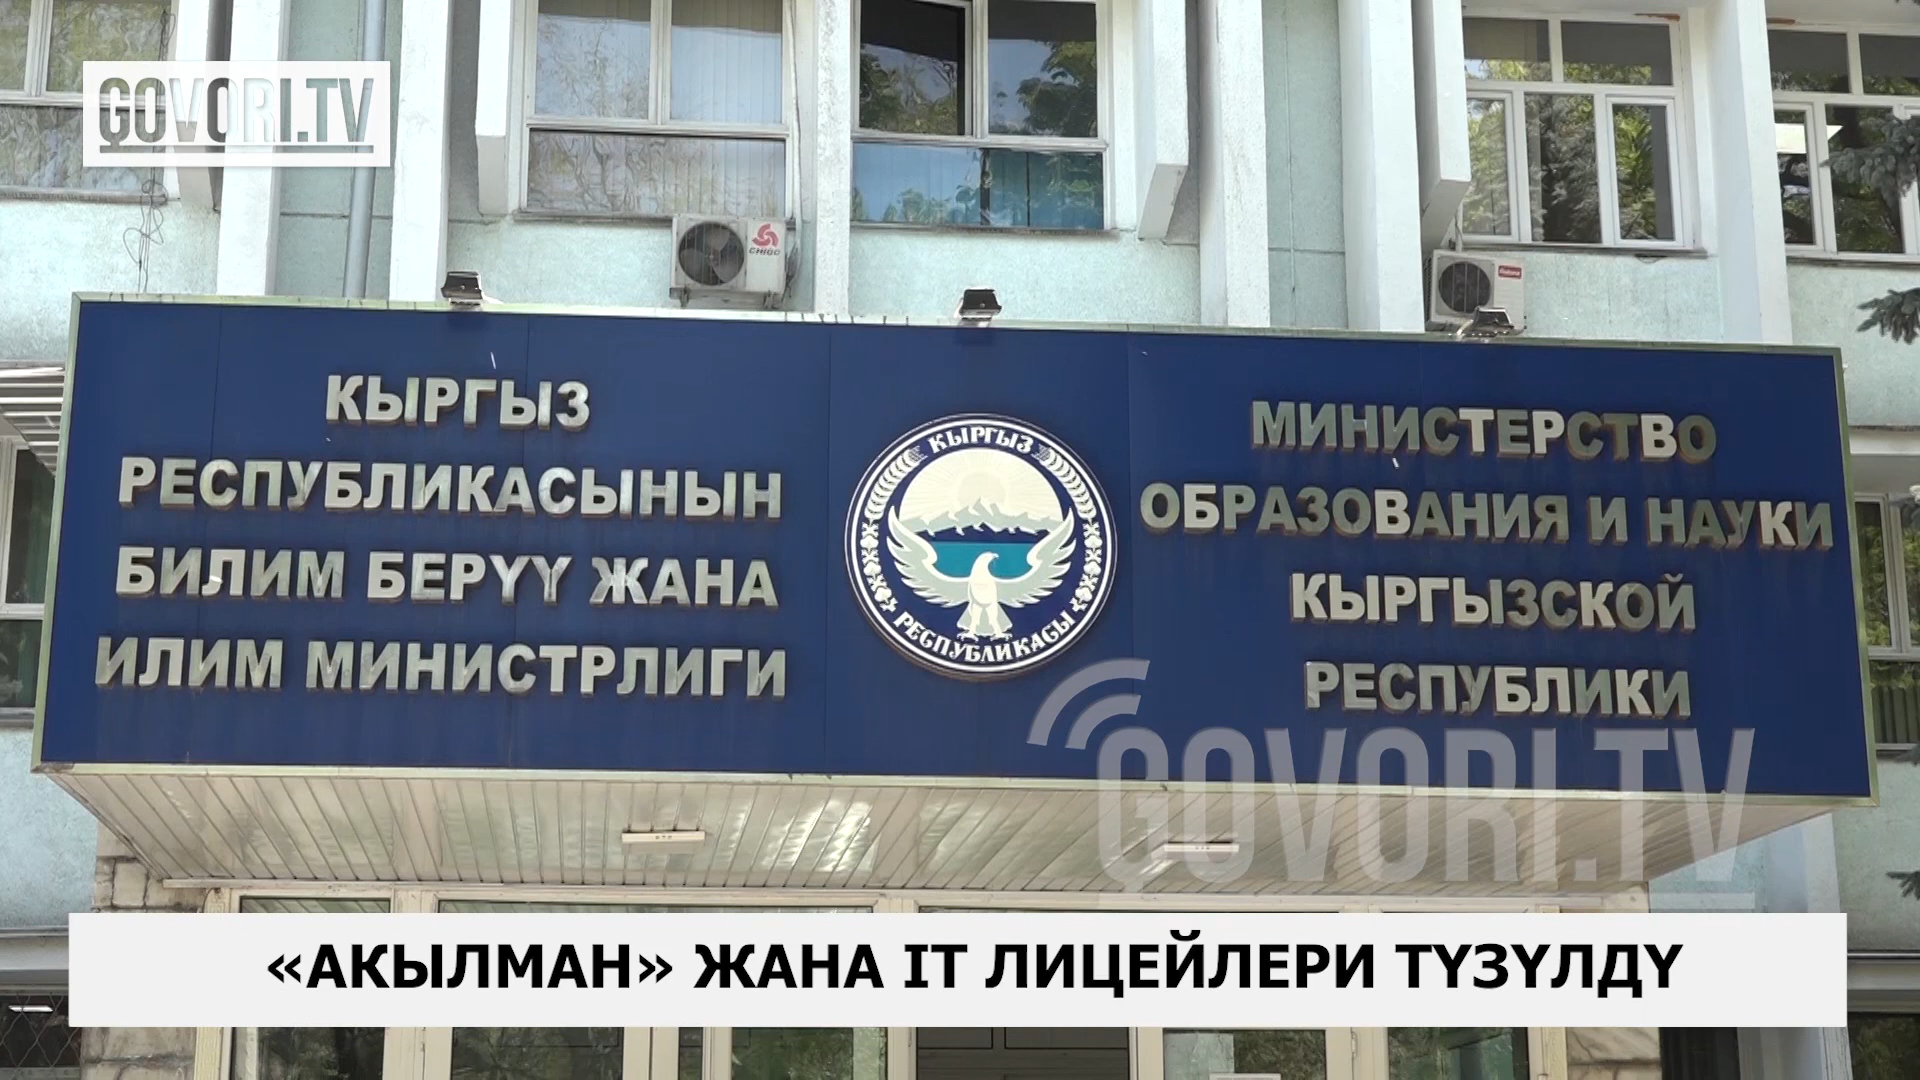 GOVORI.TV
CHIGO
КЫРГЫЗ
РЕСПУБЛИКАСЫНЫН
БИЛИМ БЕРҮҮ ЖАНА
ИЛИМ МИНИСТРЛИГИ
КЫРГЫЗ
РЕСПУБЛИКАСЫ
МИНИСТЕРСТВО
ОБРАЗОВАНИЯ И НАУКИ
КЫРГЫЗСКОЙ
РЕСПУБЛИКИ
GOVORI.TV
«АКЫЛМАН» ЖАНА IT ЛИЦЕЙЛЕРИ ТҮЗҮЛДҮ